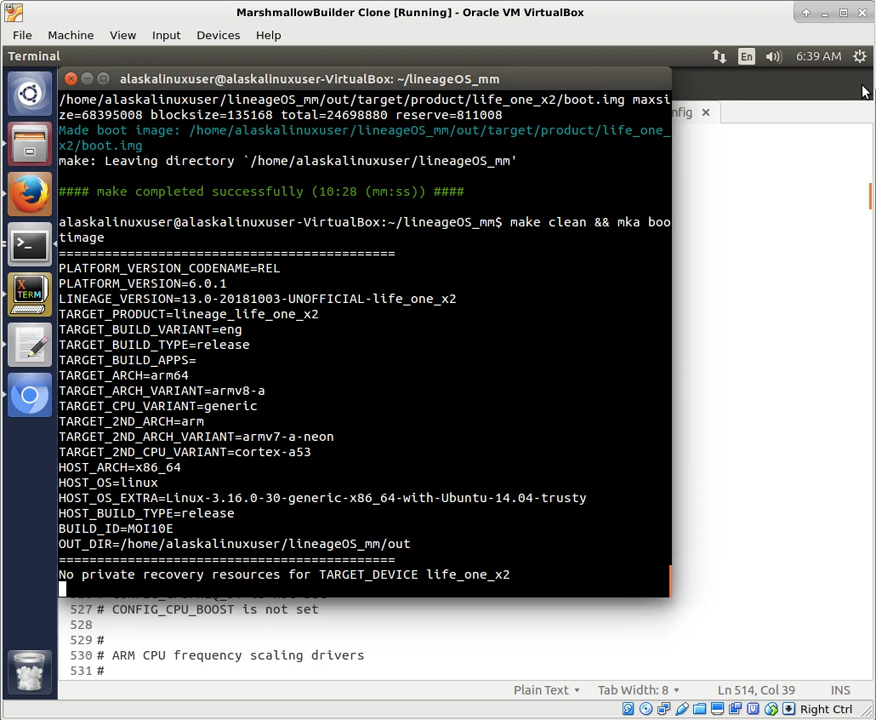 MarshmallowBuilder Clone [Running] - Oracle VM VirtualBox
File Machine View Input Devices Help
Terminal En 6:39 AM
alaskalinuxuser@alaskalinuxuser-VirtualBox: ~/lineageOS_mm
/home/alaskalinuxuser/lineageOS_mm/out/target/product/life_one_x2/boot.img maxsi
ze=68395008 blocksize=135168 total=24698880 reserve=811008
Made boot image: /home/alaskalinuxuser/lineageOS_mm/out/target/product/life_one_
x2/boot.img
make: Leaving directory `/home/alaskalinuxuser/lineageOS_mm'
#### make completed successfully (10:28 (mm:ss)) ####
alaskalinuxuser@alaskalinuxuser-VirtualBox:~/lineageOS_mm$ make clean && mka boo
timage
============================================
PLATFORM_VERSION_CODENAME=REL
PLATFORM_VERSION=6.0.1
LINEAGE_VERSION=13.0-20181003-UNOFFICIAL-life_one_x2
TARGET_PRODUCT=lineage_life_one_x2
TARGET_BUILD_VARIANT=eng
TARGET_BUILD_TYPE=release
TARGET_BUILD_APPS=
TARGET_ARCH=arm64
TARGET_ARCH_VARIANT=armv8-a
TARGET_CPU_VARIANT=generic
TARGET_2ND_ARCH=arm
TARGET_2ND_ARCH_VARIANT=armv7-a-neon
TARGET_2ND_CPU_VARIANT=cortex-a53
HOST_ARCH=x86_64
HOST_OS=linux
HOST_OS_EXTRA=Linux-3.16.0-30-generic-x86_64-with-Ubuntu-14.04-trusty
HOST_BUILD_TYPE=release
BUILD_ID=MOI10E
OUT_DIR=/home/alaskalinuxuser/lineageOS_mm/out
============================================
No private recovery resources for TARGET_DEVICE life_one_x2
nfig
X TERM
527 # CONFIG_CPU_BOOST is not set
528
529 #
530 # ARM CPU frequency scaling drivers
531 #
Plain Text Tab Width: 8 Ln 514, Col 39 INS
Right Ctrl